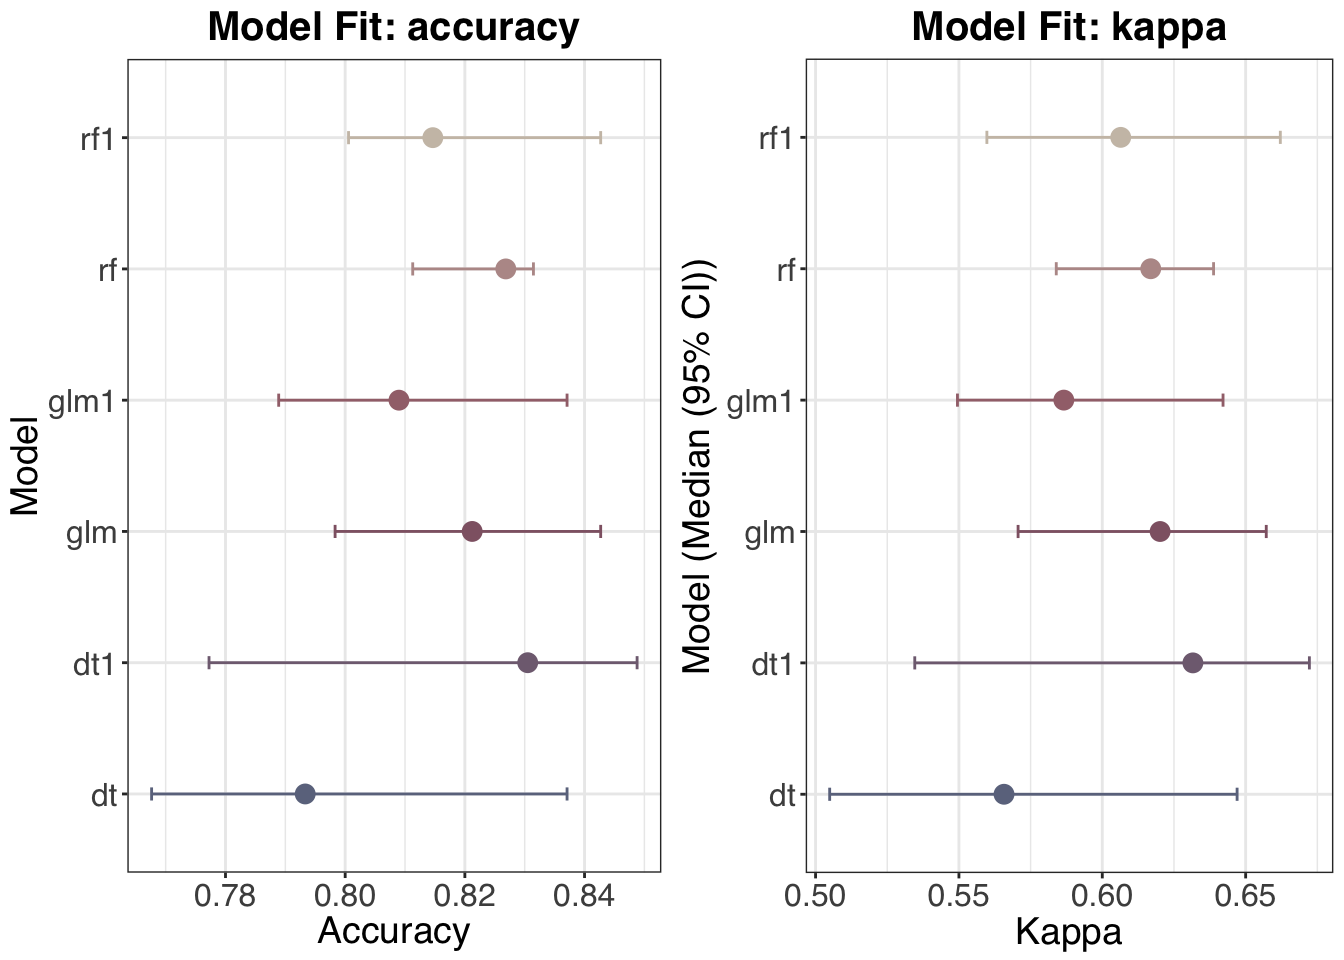 Model Fit: accuracy
Model
rf1
rf
glm1
glm
dt1
dt
0.78 0.80 0.82 0.84
Accuracy
Model Fit: kappa
Model (Median (95% CI))
rf1
rf
glm1
glm
dt1
dt
0.50 0.55 0.60 0.65
Kappa